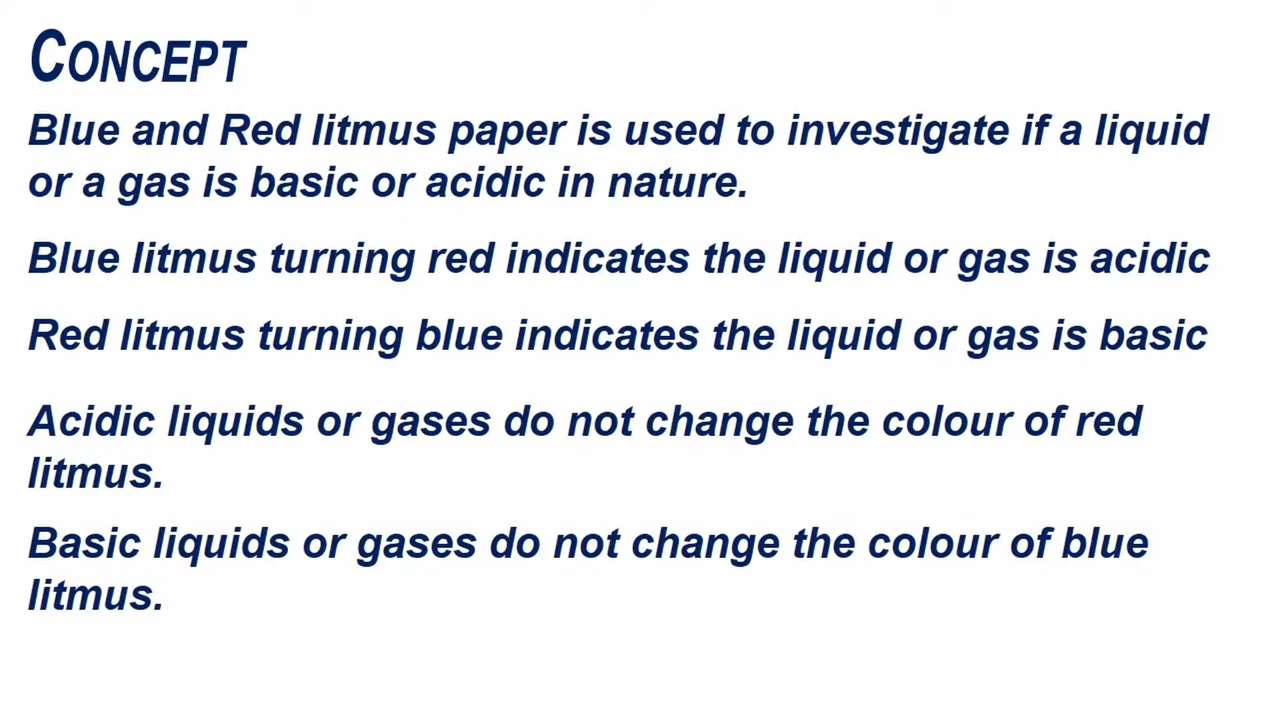 CONCEPT
Blue and Red litmus paper is used to investigate if a liquid
or a gas is basic or acidic in nature.
Blue litmus turning red indicates the liquid or gas is acidic
Red litmus turning blue indicates the liquid or gas is basic
Acidic liquids or gases do not change the colour of red
litmus.
Basic liquids or gases do not change the colour of blue
litmus.